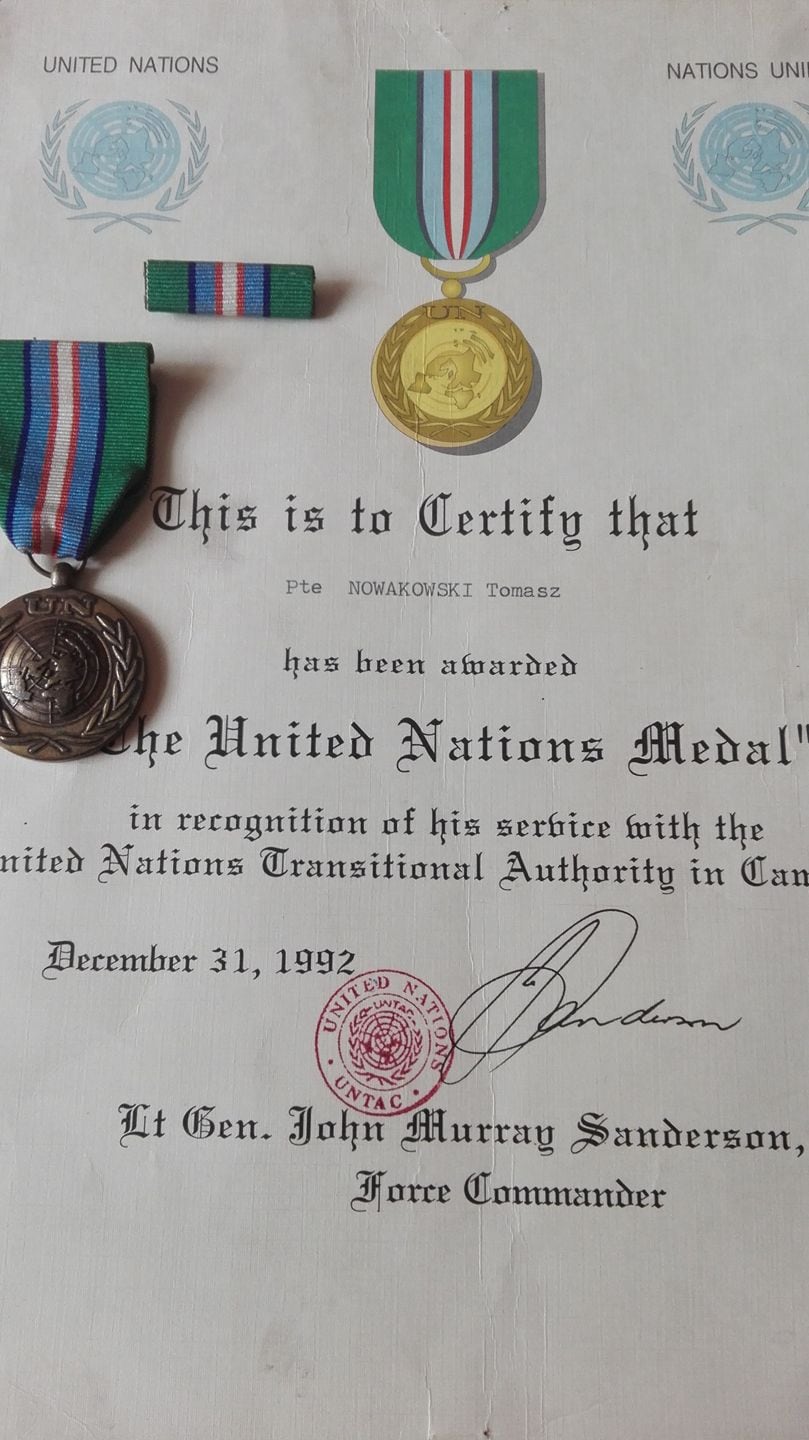 UNITED NATIONS
NATIONS UNI
UN
UN
This is to Certify that
Pte NOWAKOWSKI Tomasz
has been awarded
he United Nations Medal"
in recognition of his service with the
nited Nations Transitional Authority in Cam
December 31, 1992
UNITED NATIONS
UNTAC
UNTAC
Sanderson
Lt Gen. John Murray Sanderson,
Force Commander